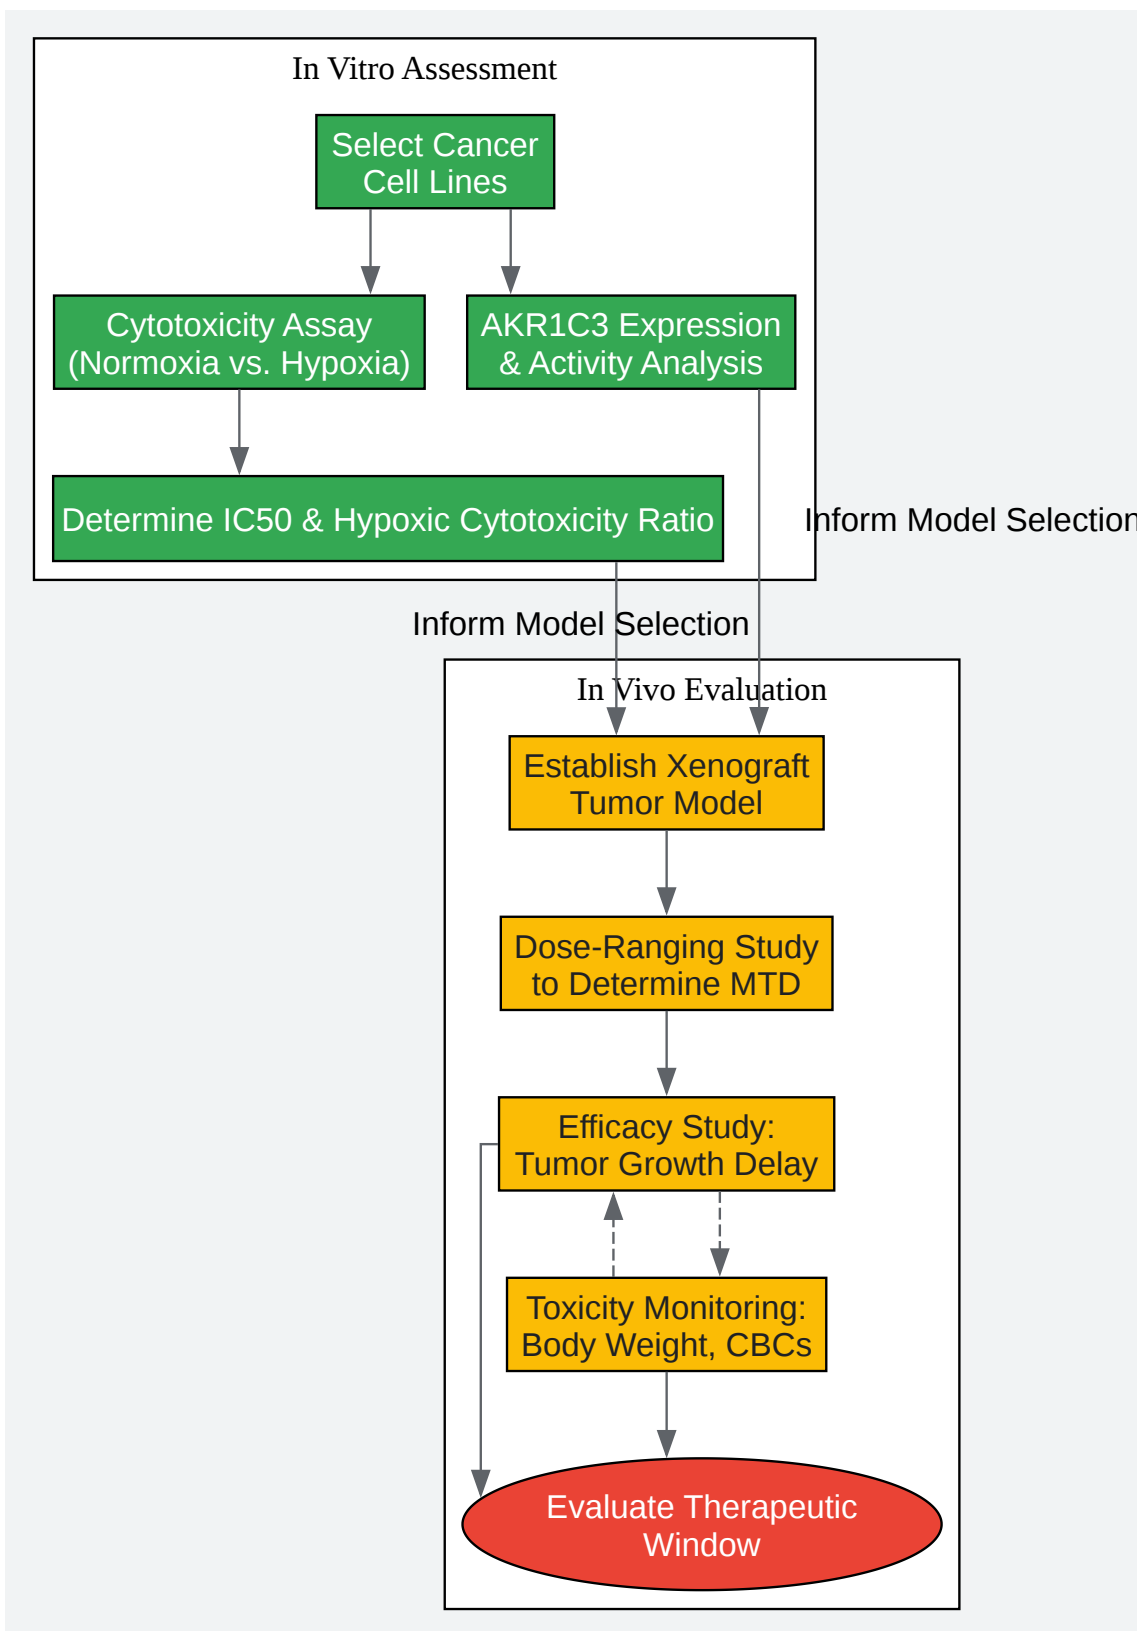 In Vitro Assessment
Select Cancer
Cell Lines
Cytotoxicity Assay
(Normoxia vs. Hypoxia)
AKR1C3 Expression
& Activity Analysis
Determine IC50 & Hypoxic Cytotoxicity Ratio
Inform Model Selection
Inform Model Selection
In Vivo Evaluation
Establish Xenograft
Tumor Model
Dose-Ranging Study
to Determine MTD
Efficacy Study:
Tumor Growth Delay
Toxicity Monitoring:
Body Weight, CBCs
Evaluate Therapeutic
Window